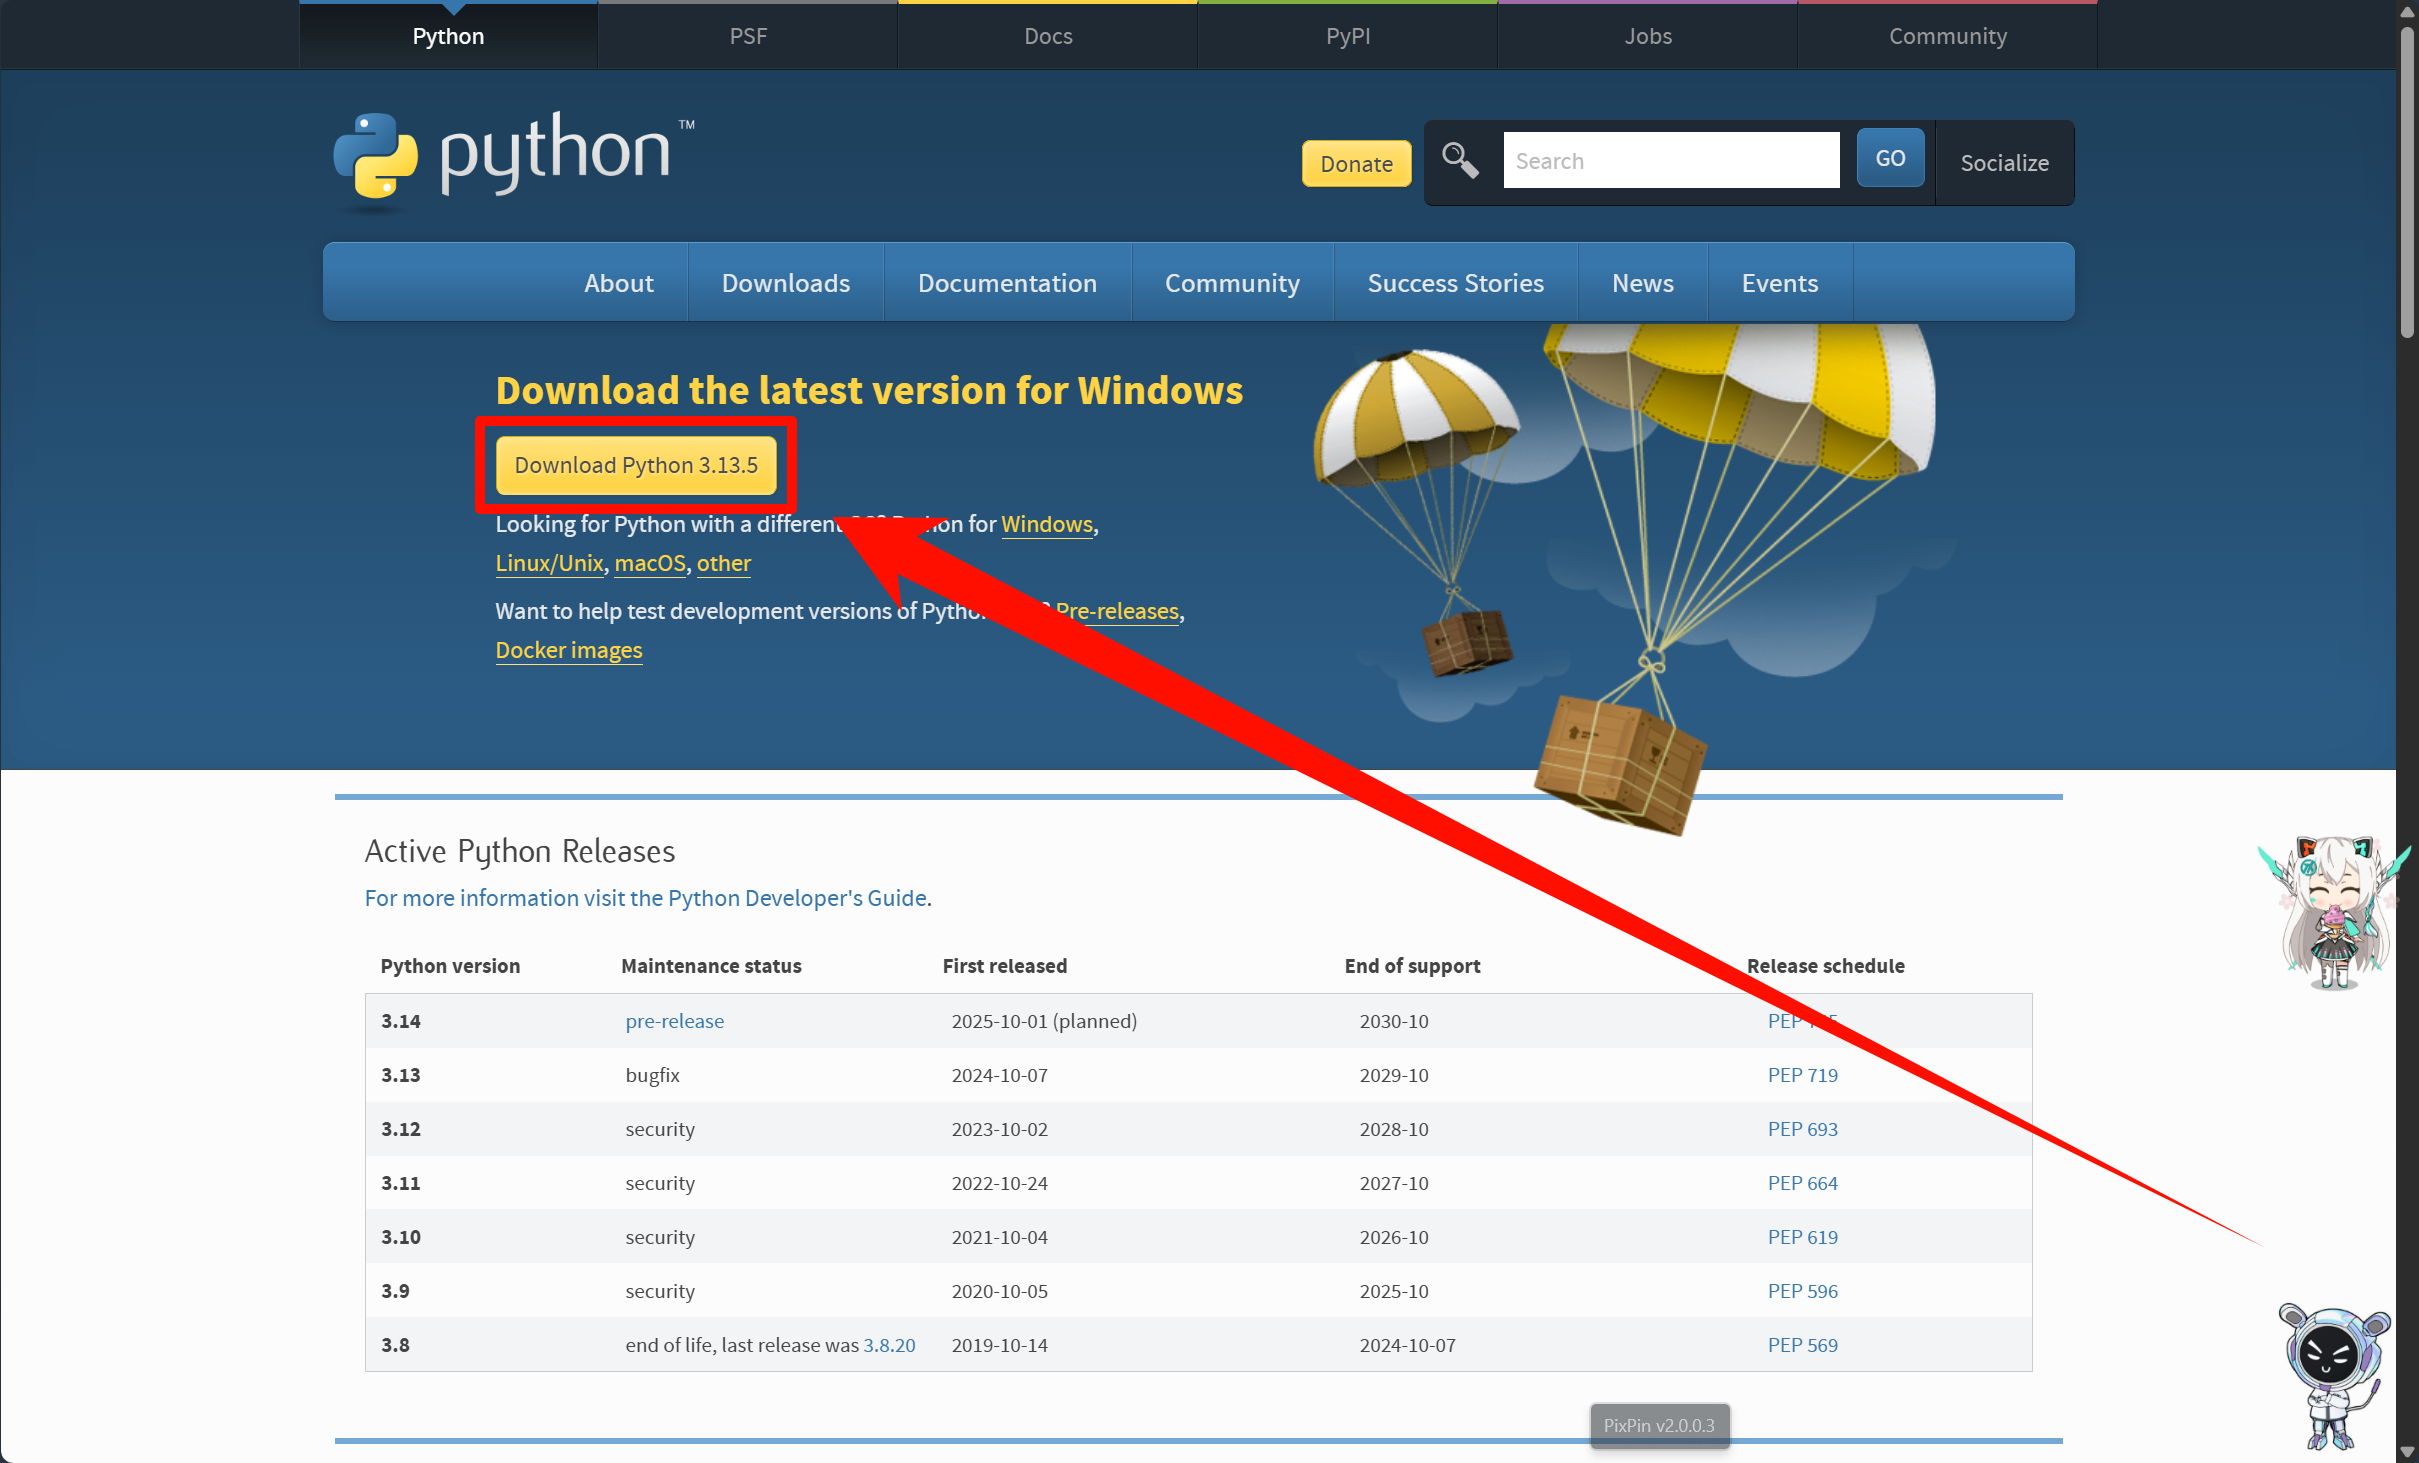 Python
PSF
Docs
PyPI
Jobs
Community
python™
Donate
Search
GO
Socialize
About
Downloads
Documentation
Community
Success Stories
News
Events
Download the latest version for Windows
Download Python 3.13.5
Looking for Python with a different Python for Windows,
Linux/Unix, macOS, other
Want to help test development versions of Pre-releases,
Docker images
Active Python Releases
For more information visit the Python Developer's Guide.
Python version Maintenance status First released End of support Release schedule
3.14 pre-release 2025-10-01 (planned) 2030-10 PEP
3.13 bugfix 2024-10-07 2029-10 PEP 719
3.12 security 2023-10-02 2028-10 PEP 693
3.11 security 2022-10-24 2027-10 PEP 664
3.10 security 2021-10-04 2026-10 PEP 619
3.9 security 2020-10-05 2025-10 PEP 596
3.8 end of life, last release was 3.8.20 2019-10-14 2024-10-07 PEP 569
PixPin v2.0.0.3